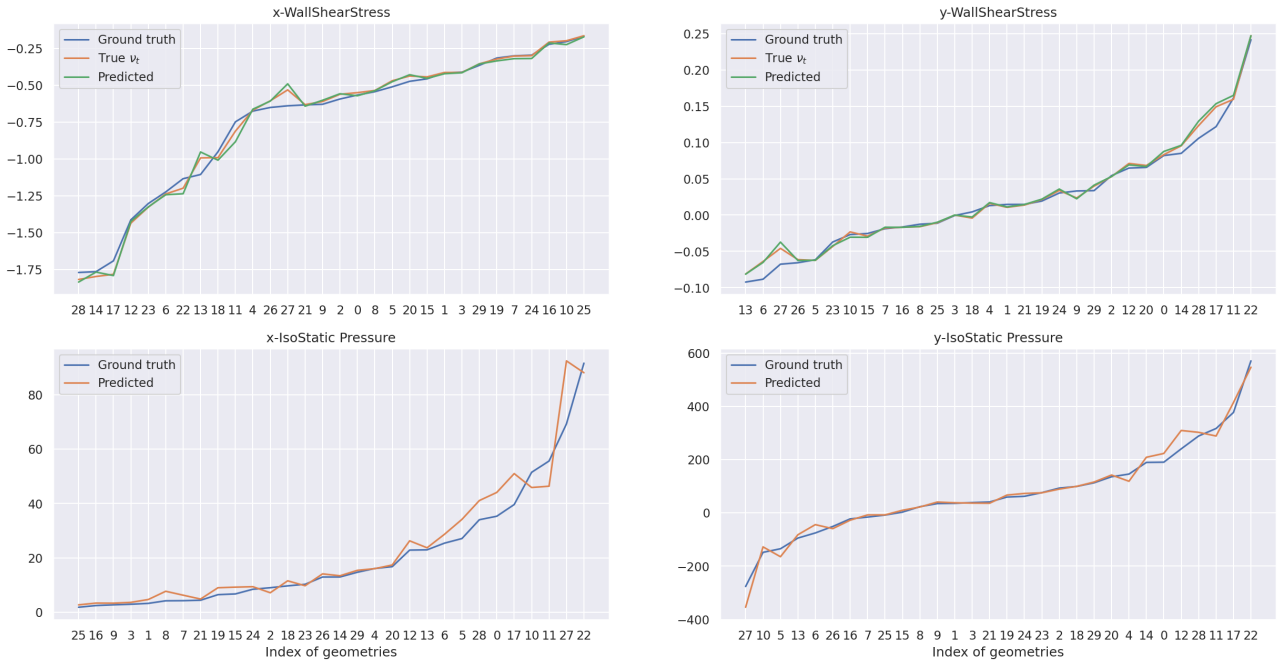 x-WallShearStress
Ground truth
True νt
Predicted
−0.25
−0.50
−0.75
−1.00
−1.25
−1.50
−1.75
28 14 17 12 23 6 22 13 18 11 4 26 27 21 9 2 0 8 5 20 15 1 3 29 19 7 24 16 10 25
y-WallShearStress
Ground truth
True νt
Predicted
0.25
0.20
0.15
0.10
0.05
0.00
−0.05
−0.10
13 6 27 26 5 23 10 15 7 16 8 25 3 18 4 1 21 19 24 9 29 2 12 20 0 14 28 17 11 22
x-IsoStatic Pressure
Ground truth
Predicted
80
60
40
20
0
25 16 9 3 1 8 7 21 19 15 24 2 18 23 26 14 29 4 20 12 13 6 5 28 0 17 10 11 27 22
Index of geometries
y-IsoStatic Pressure
Ground truth
Predicted
600
400
200
0
−200
−400
27 10 5 13 6 26 16 7 25 15 8 9 1 3 21 19 24 23 2 18 29 20 4 14 0 12 28 11 17 22
Index of geometries